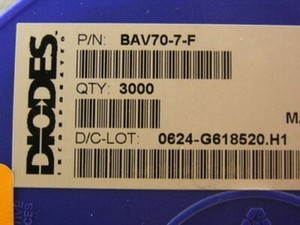 P/N: BAV70-7-F
DIODES
INCORPORATED
QTY: 3000
D/C-LOT: 0624-G618520.H1